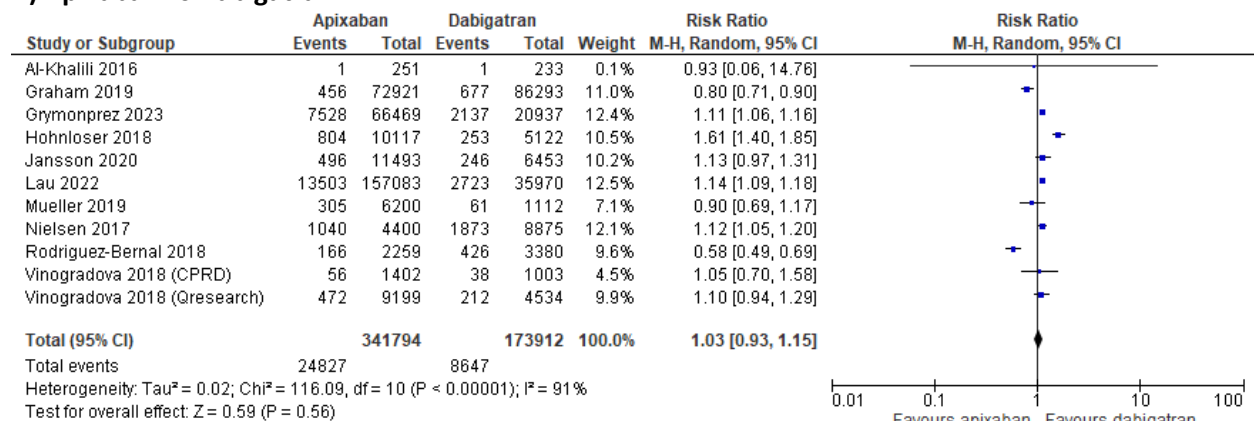 Apixaban Dabigatran Risk Ratio Risk Ratio
Study or Subgroup Events Total Events Total Weight M-H, Random, 95% CI M-H, Random, 95% CI
Al-Khalili 2016 1 251 1 233 0.1% 0.93 [0.06, 14.76]
Graham 2019 456 72921 677 86293 11.0% 0.80 [0.71, 0.90]
Grymonprez 2023 7528 66469 2137 20937 12.4% 1.11 [1.06, 1.16]
Hohnloser 2018 804 10117 253 5122 10.5% 1.61 [1.40, 1.85]
Jansson 2020 496 11493 246 6453 10.2% 1.13 [0.97, 1.31]
Lau 2022 13503 157083 2723 35970 12.5% 1.14 [1.09, 1.18]
Mueller 2019 305 6200 61 1112 7.1% 0.90 [0.69, 1.17]
Nielsen 2017 1040 4400 1873 8875 12.1% 1.12 [1.05, 1.20]
Rodriguez-Bernal 2018 166 2259 426 3380 9.6% 0.58 [0.49, 0.69]
Vinogradova 2018 (CPRD) 56 1402 38 1003 4.5% 1.05 [0.70, 1.58]
Vinogradova 2018 (Qresearch) 472 9199 212 4534 9.9% 1.10 [0.94, 1.29]
Total (95% CI) 341794 173912 100.0% 1.03 [0.93, 1.15]
Total events 24827 8647
Heterogeneity: Tau² = 0.02; Chi² = 116.09, df = 10 (P < 0.00001); I² = 91%
Test for overall effect: Z = 0.59 (P = 0.56)
0.01 0.1 1 10 100
Favours apixaban Favours dabigatran